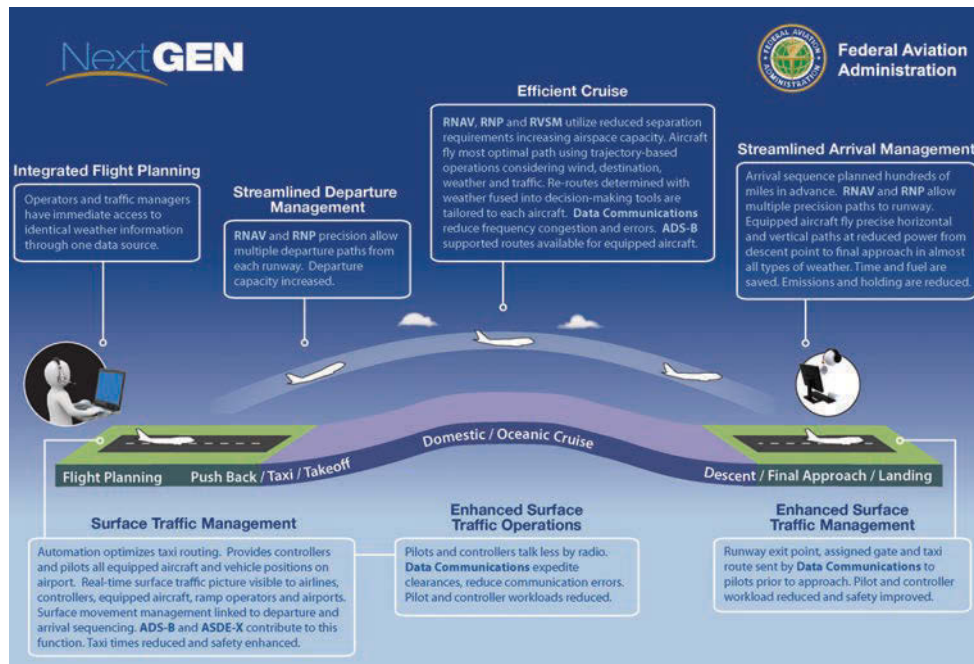 NextGEN
Federal Aviation
Administration
FEDERAL AVIATION
ADMINISTRATION
Efficient Cruise
RNAV, RNP and RVSM utilize reduced separation
requirements increasing airspace capacity. Aircraft
fly most optimal path using trajectory-based
operations considering wind, destination,
weather and traffic. Re-routes determined with
weather fused into decision-making tools are
tailored to each aircraft. Data Communications
reduce frequency congestion and errors. ADS-B
supported routes available for equipped aircraft.
Integrated Flight Planning
Operators and traffic managers
have immediate access to
identical weather information
through one data source.
Streamlined Departure
Management
RNAV and RNP precision allow
multiple departure paths from
each runway. Departure
capacity increased.
Streamlined Arrival Management
Arrival sequence planned hundreds of
miles in advance. RNAV and RNP allow
multiple precision paths to runway.
Equipped aircraft fly precise horizontal
and vertical paths at reduced power from
descent point to final approach in almost
all types of weather. Time and fuel are
saved. Emissions and holding are reduced.
Flight Planning
Push Back / Taxi / Takeoff
Domestic / Oceanic Cruise
Descent / Final Approach / Landing
Surface Traffic Management
Automation optimizes taxi routing. Provides controllers
and pilots all equipped aircraft and vehicle positions on
airport. Real-time surface traffic picture visible to airlines,
controllers, equipped aircraft, ramp operators and airports.
Surface movement management linked to departure and
arrival sequencing. ADS-B and ASDE-X contribute to this
function. Taxi times reduced and safety enhanced.
Enhanced Surface
Traffic Operations
Pilots and controllers talk less by radio.
Data Communications expedite
clearances, reduce communication errors.
Pilot and controller workloads reduced.
Enhanced Surface
Traffic Management
Runway exit point, assigned gate and taxi
route sent by Data Communications to
pilots prior to approach. Pilot and controller
workload reduced and safety improved.